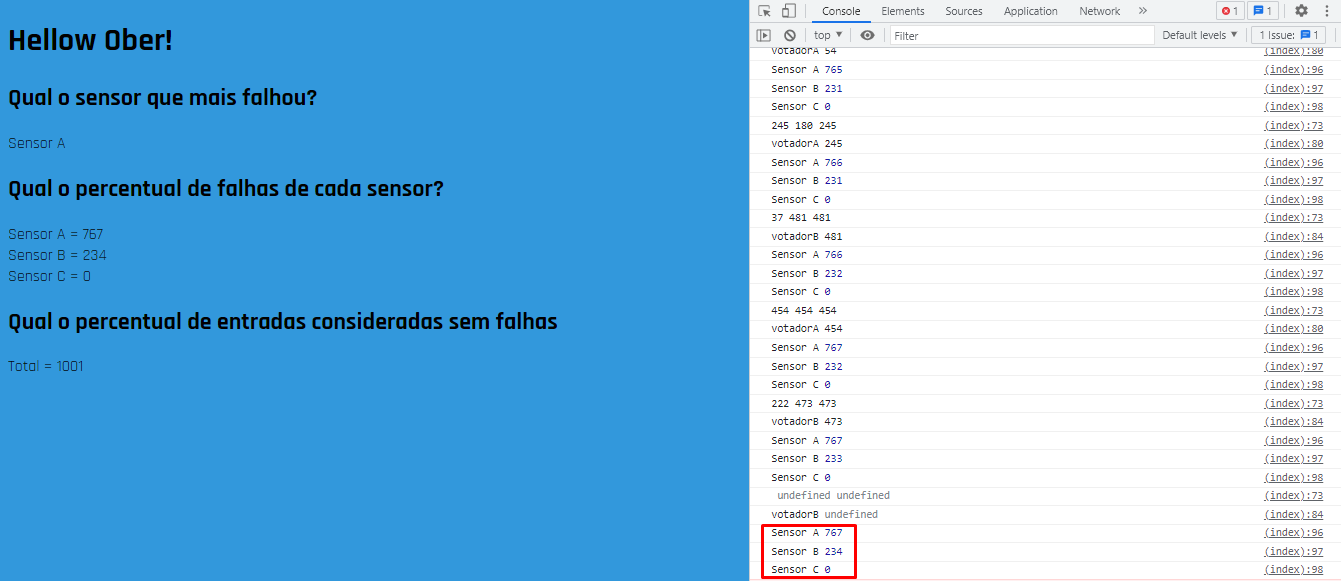 Hellow Ober!
Qual o sensor que mais falhou?
Sensor A
Qual o percentual de falhas de cada sensor?
Sensor A = 767
Sensor B = 234
Sensor C = 0
Qual o percentual de entradas consideradas sem falhas
Total = 1001
Console Elements Sources Application Network » 1 1
top ▼ Filter Default levels ▼ 1 Issue: 1
votadorA 54 (index):80
Sensor A 765 (index):96
Sensor B 231 (index):97
Sensor C 0 (index):98
245 180 245 (index):73
votadorA 245 (index):80
Sensor A 766 (index):96
Sensor B 231 (index):97
Sensor C 0 (index):98
37 481 481 (index):73
votadorB 481 (index):84
Sensor A 766 (index):96
Sensor B 232 (index):97
Sensor C 0 (index):98
454 454 454 (index):73
votadorA 454 (index):80
Sensor A 767 (index):96
Sensor B 232 (index):97
Sensor C 0 (index):98
222 473 473 (index):73
votadorB 473 (index):84
Sensor A 767 (index):96
Sensor B 233 (index):97
Sensor C 0 (index):98
undefined undefined (index):73
votadorB undefined (index):84
Sensor A 767 (index):96
Sensor B 234 (index):97
Sensor C 0 (index):98